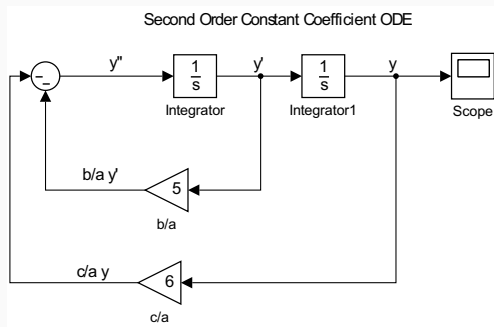 Second Order Constant Coefficient ODE
y''
1
s
Integrator
y'
1
s
Integrator1
y
Scope
b/a y'
5
b/a
c/a y
6
c/a